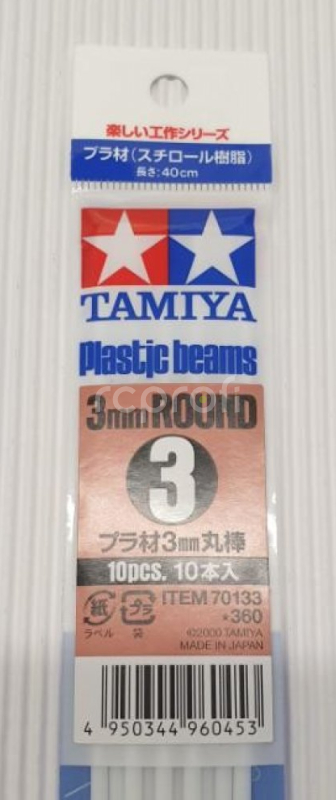 楽しい工作シリーズ
プラ材(スチロール樹脂)
長さ:40cm
TAMIYA
Plastic beams
rcprofi
3mm ROUND
3
プラ材3mm丸棒
10pcs. 10本入
紙 プラ ITEM 70133
ラベル 袋 *360
©2000 TAMIYA
MADE IN JAPAN
4 950344 960453